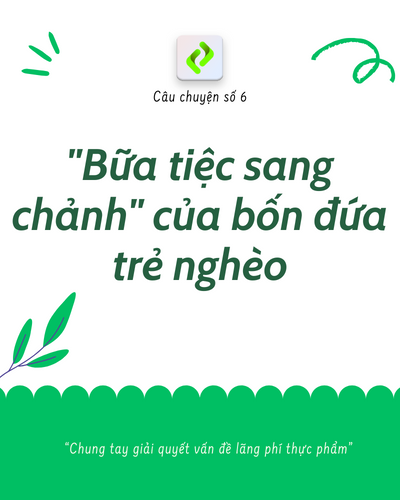 Câu chuyện số 6
"Bữa tiệc sang
chảnh" của bốn đứa
trẻ nghèo
“Chung tay giải quyết vấn đề lãng phí thực phẩm”